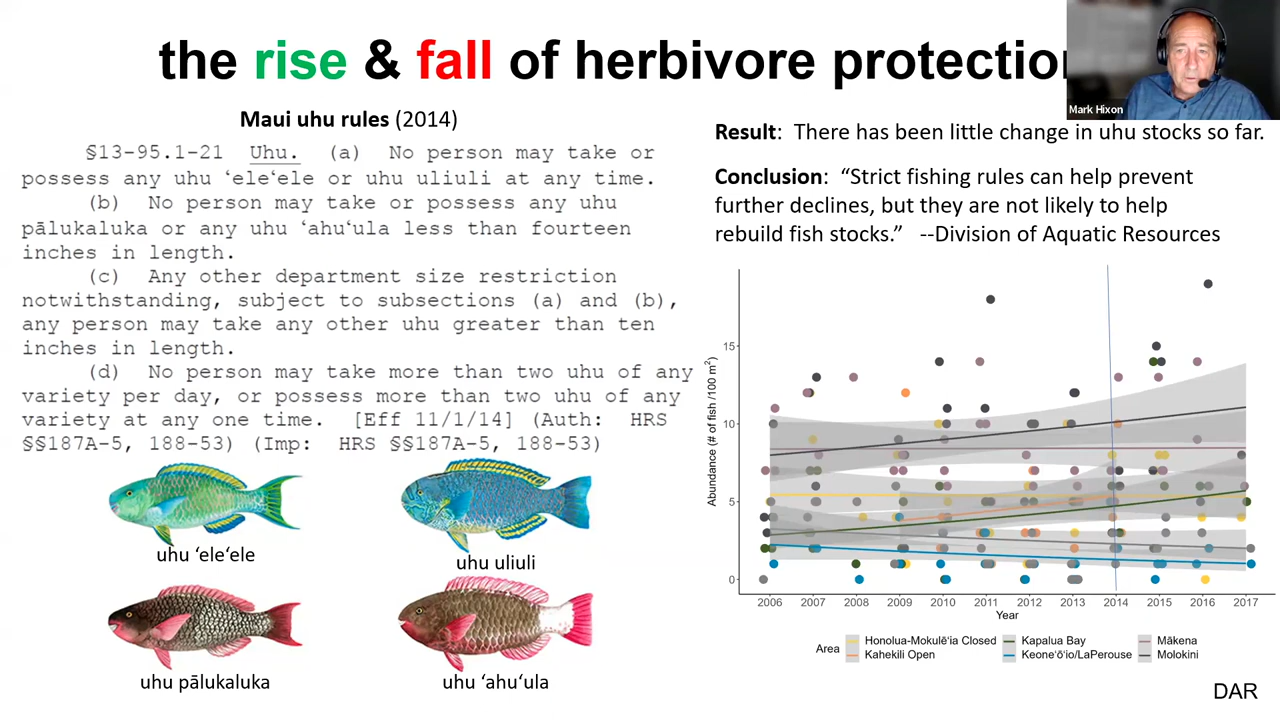 the rise & fall of herbivore protection
Mark Hixon
Maui uhu rules (2014)
§13-95.1-21 Uhu. (a) No person may take or
possess any uhu ʻeleʻele or uhu uliuli at any time.
(b) No person may take or possess any uhu
pālukaluka or any uhu ʻahuʻula less than fourteen
inches in length.
(c) Any other department size restriction
notwithstanding, subject to subsections (a) and (b),
any person may take any other uhu greater than ten
inches in length.
(d) No person may take more than two uhu of any
variety per day, or possess more than two uhu of any
variety at any one time. [Eff 11/1/14] (Auth: HRS
§§187A-5, 188-53) (Imp: HRS §§187A-5, 188-53)
uhu ʻeleʻele
uhu uliuli
uhu pālukaluka
uhu ʻahuʻula
Result: There has been little change in uhu stocks so far.
Conclusion: “Strict fishing rules can help prevent
further declines, but they are not likely to help
rebuild fish stocks.” --Division of Aquatic Resources
Abundance (# of fish /100 m²)
15
10
5
0
2006 2007 2008 2009 2010 2011 2012 2013 2014 2015 2016 2017
Year
Area
Honolua-Mokulēʻia Closed Kapalua Bay Mākena
Kahekili Open Keoneʻōʻio/LaPerouse Molokini
DAR